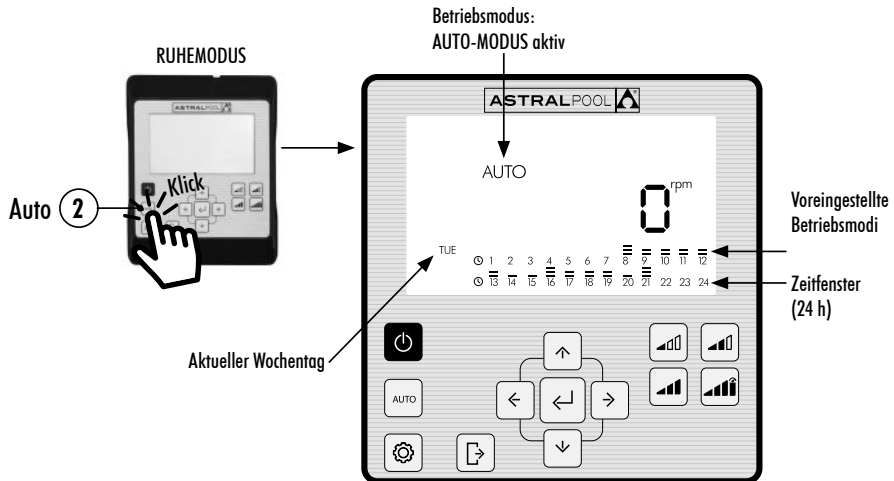 Betriebsmodus:
AUTO-MODUS aktiv
RUHEMODUS
ASTRALPOOL
Klick
Auto 2
ASTRALPOOL
AUTO
0 rpm
Voreingestellte
Betriebsmodi
TUE
1 2 3 4 5 6 7 8 9 10 11 12
13 14 15 16 17 18 19 20 21 22 23 24
Zeitfenster
(24 h)
Aktueller Wochentag
AUTO